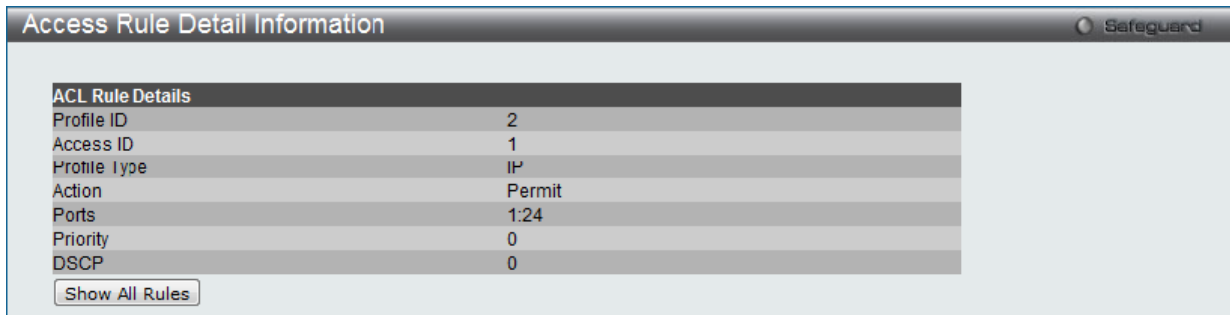 Access Rule Detail Information Safeguard
ACL Rule Details
Profile ID 2
Access ID 1
Profile Type IP
Action Permit
Ports 1:24
Priority 0
DSCP 0
Show All Rules